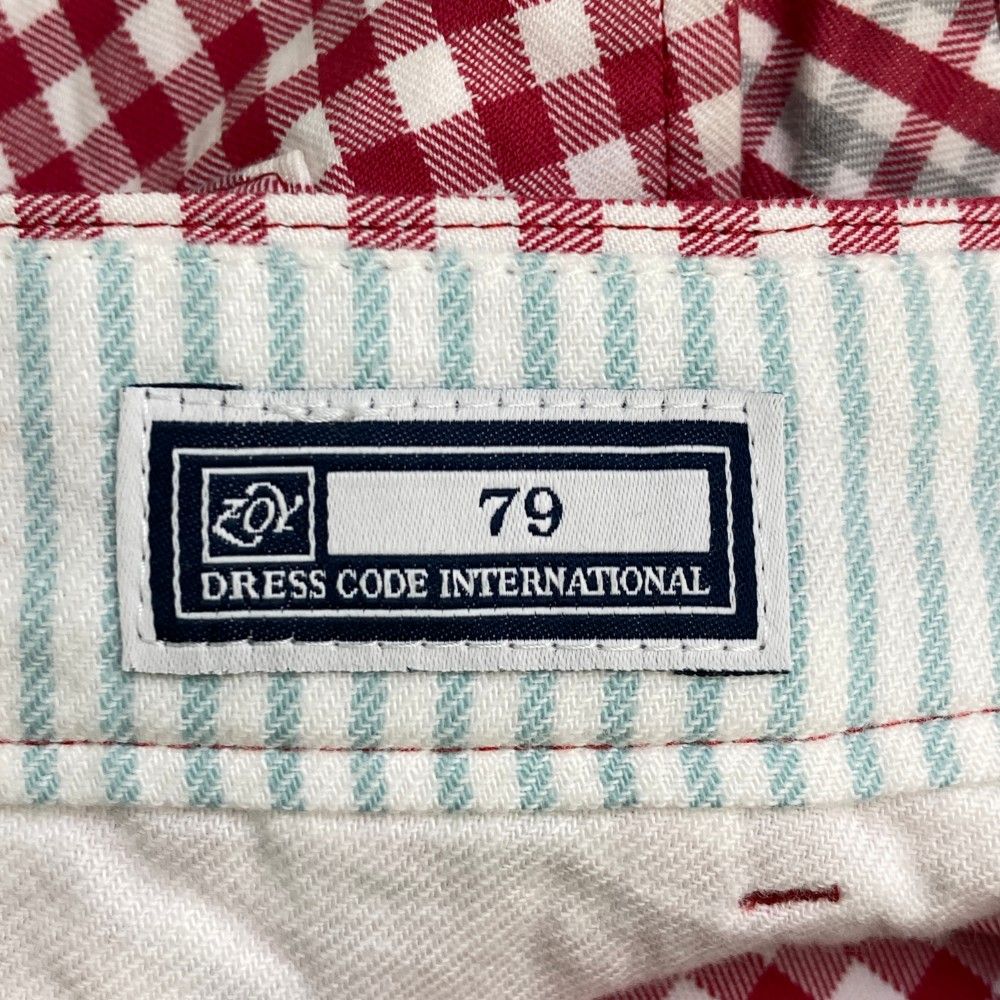 ZOY
79
DRESS CODE INTERNATIONAL